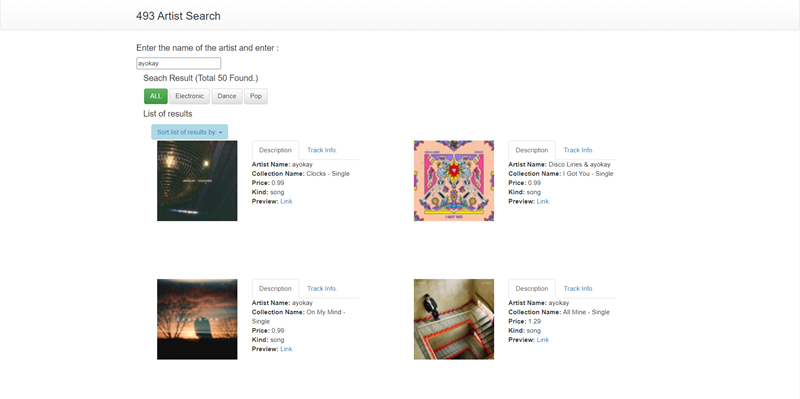 493 Artist Search
Enter the name of the artist and enter :
ayokay
Seach Result (Total 50 Found.)
ALL Electronic Dance Pop
List of results
Sort list of results by
Description Track Info.
Artist Name: ayokay
Collection Name: Clocks - Single
Price: 0.99
Kind: song
Preview: Link
Description Track Info.
Artist Name: Disco Lines & ayokay
Collection Name: I Got You - Single
Price: 0.99
Kind: song
Preview: Link
Description Track Info.
Artist Name: ayokay
Collection Name: On My Mind -
Single
Price: 0.99
Kind: song
Preview: Link
Description Track Info.
Artist Name: ayokay
Collection Name: All Mine - Single
Price: 1.29
Kind: song
Preview: Link